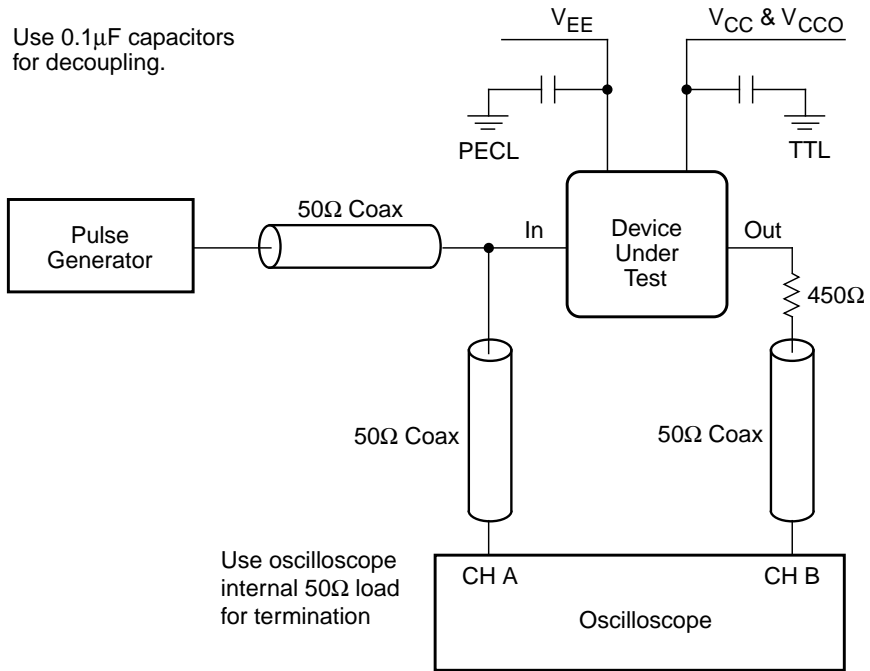 Use 0.1μF capacitors
for decoupling.
VEE
VCC & VCCO
PECL
TTL
50Ω Coax
Pulse
Generator
In
Device
Under
Test
Out
450Ω
50Ω Coax
50Ω Coax
Use oscilloscope
internal 50Ω load
for termination
CH A
CH B
Oscilloscope